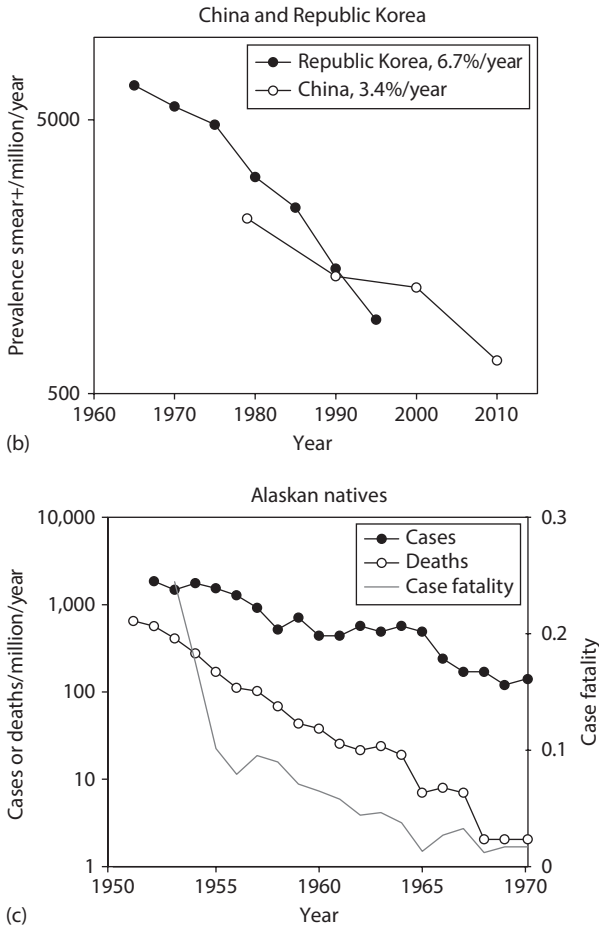 China and Republic Korea
Republic Korea, 6.7%/year
China, 3.4%/year
Prevalence smear+/million/year
5000
500
1960 1970 1980 1990 2000 2010
Year
(b)
Alaskan natives
Cases
Deaths
Case fatality
Cases or deaths/million/year
10,000
1,000
100
10
1
0.3
0.2
0.1
0
Case fatality
1950 1955 1960 1965 1970
Year
(c)